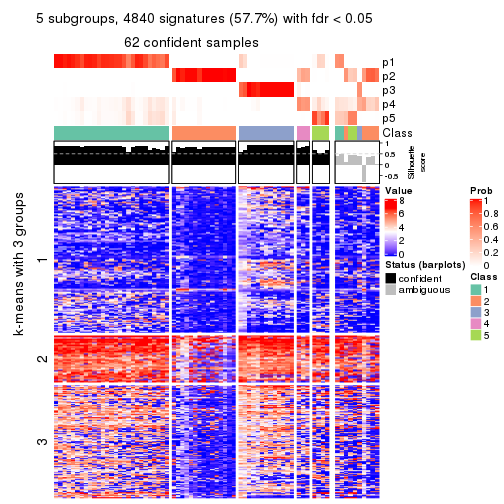 5 subgroups, 4840 signatures (57.7%) with fdr < 0.05
62 confident samples
p1
p2
p3
p4
p5
Class
1
0.5
0
-0.5
Silhouette
score
k-means with 3 groups
1
2
3
Value
8
6
4
2
0
Status (barplots)
confident
ambiguous
Prob
1
0.8
0.6
0.4
0.2
0
Class
1
2
3
4
5